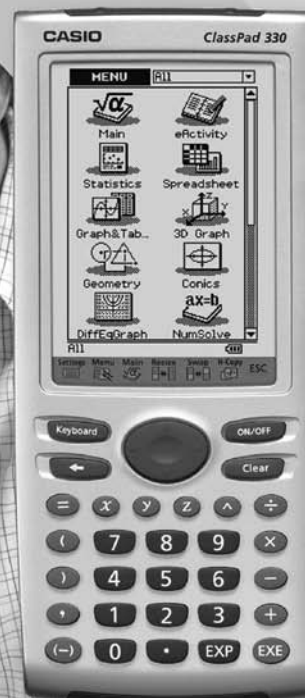 CASIO ClassPad 330
MENU All
√α
Main eActivity
Statistics Spreadsheet
Graph&Tab.. 3D Graph
Geometry Conics
ax=b
DiffEqGraph NumSolve
All
Settings Menu Main Resize Swap ESC
Keyboard ON/OFF
Clear
= x y z ^ ÷
( 7 8 9 ×
) 4 5 6 −
, 1 2 3 +
(−) 0 · EXP EXE